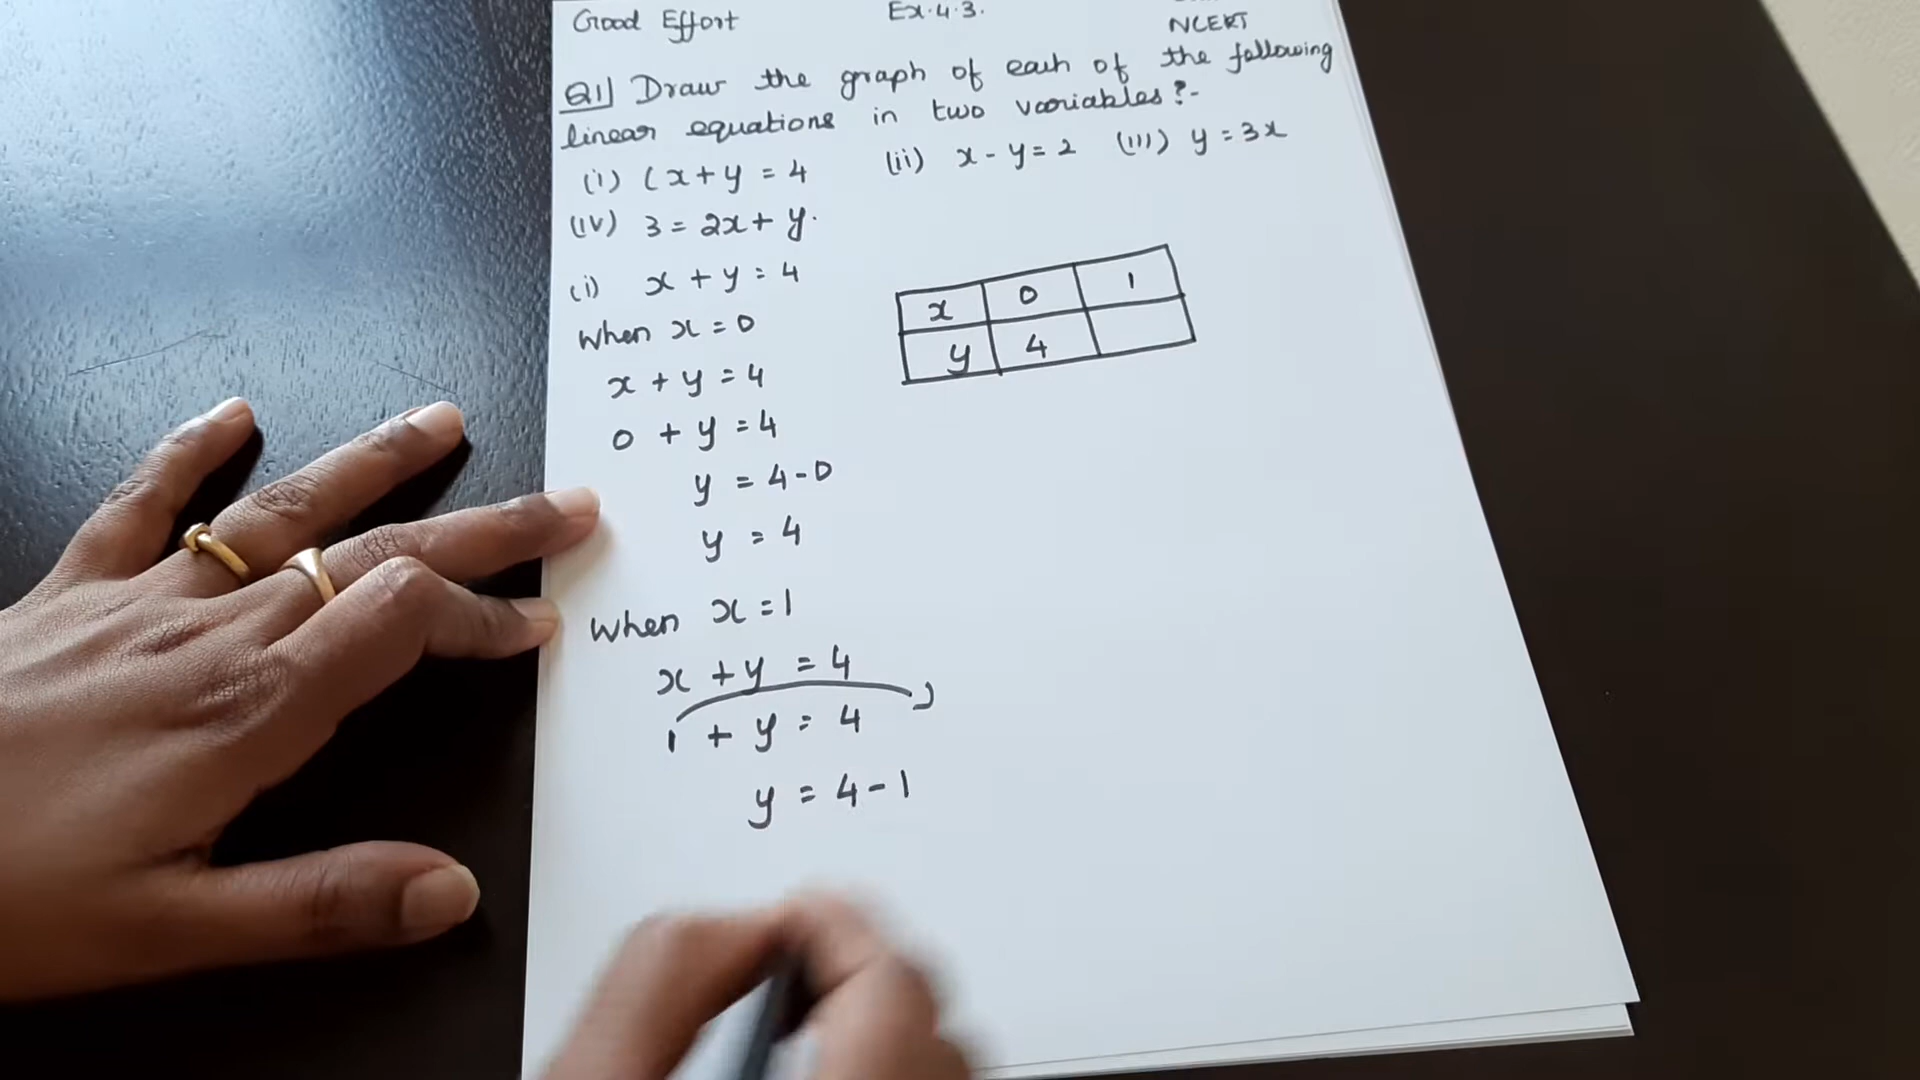 Good Effort Ex.4.3. NCERT
Q1] Draw the graph of each of the following
linear equations in two variables?-
(i) (x+y = 4 (ii) x-y=2 (III) y=3x
(IV) 3=2x+y.
(i) x+y=4
When x=0
x+y=4
0+y=4
y=4-0
y=4
x 0 1
y 4
When x=1
x+y=4
1+y=4
y=4-1